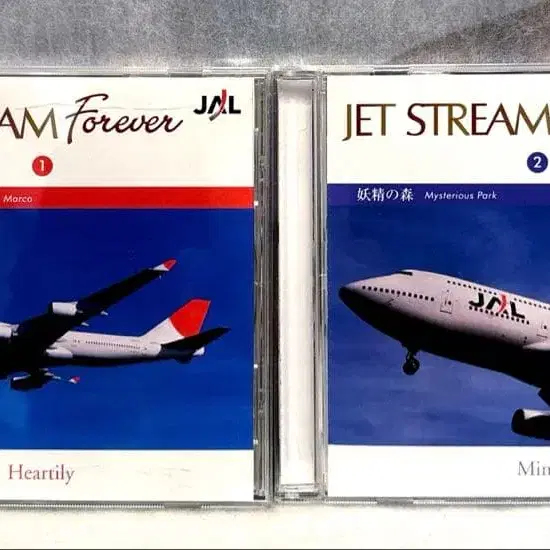 AM Forever JAL
1
Marco
Heartily
JET STREAM
2
妖精の森 Mysterious Park
JAL
Min